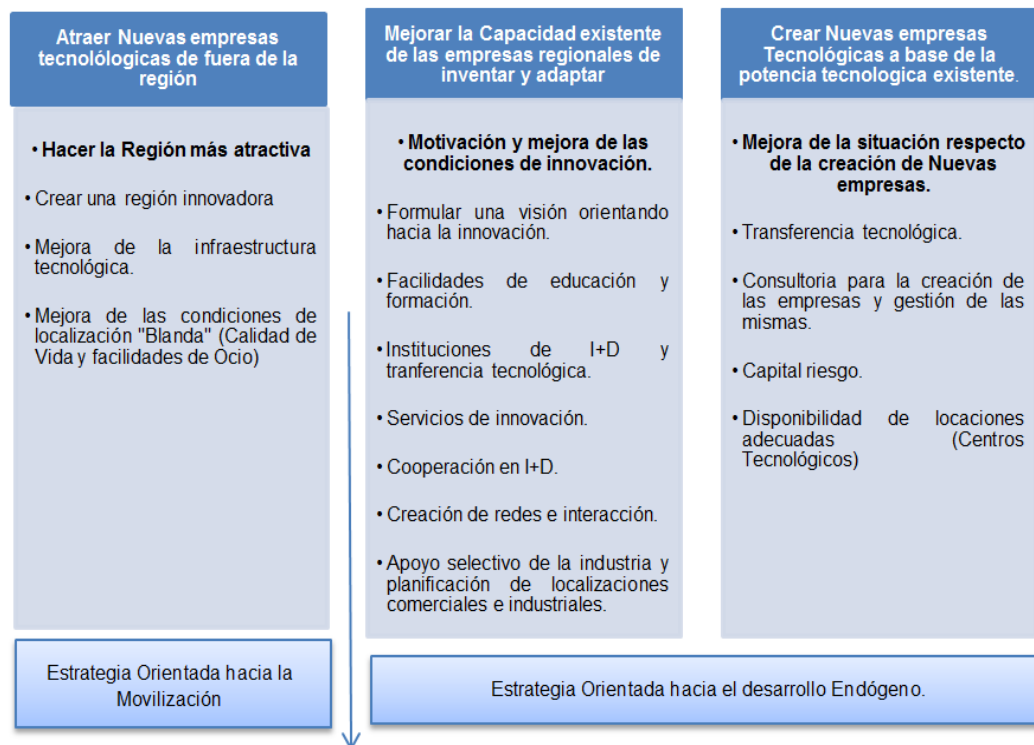 Atraer Nuevas empresas
tecnolólogicas de fuera de la
región
• Hacer la Región más atractiva
• Crear una región innovadora
• Mejora de la infraestructura
tecnológica.
• Mejora de las condiciones de
localización "Blanda" (Calidad de
Vida y facilidades de Ocio)
Estrategia Orientada hacia la
Movilización
Mejorar la Capacidad existente
de las empresas regionales de
inventar y adaptar
• Motivación y mejora de las
condiciones de innovación.
• Formular una visión orientando
hacia la innovación.
• Facilidades de educación y
formación.
• Instituciones de I+D y
tranferencia tecnológica.
• Servicios de innovación.
• Cooperación en I+D.
• Creación de redes e interacción.
• Apoyo selectivo de la industria y
planificación de localizaciones
comerciales e industriales.
Crear Nuevas empresas
Tecnológicas a base de la
potencia tecnologica existente.
• Mejora de la situación respecto
de la creación de Nuevas
empresas.
• Transferencia tecnológica.
• Consultoria para la creación de
las empresas y gestión de las
mismas.
• Capital riesgo.
• Disponibilidad de locaciones
adecuadas (Centros
Tecnológicos)
Estrategia Orientada hacia el desarrollo Endógeno.